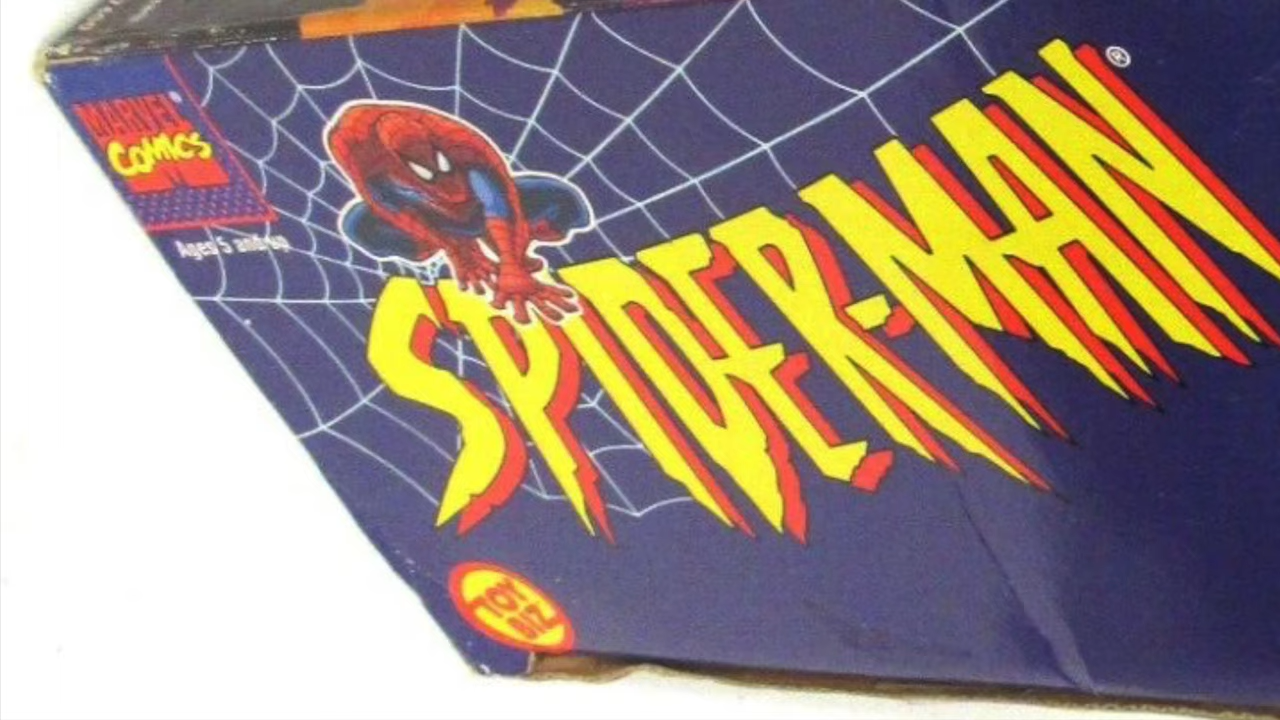 MARVEL®
COMICS
Ages 5 and up
SPIDER-MAN®
TOY
BIZ